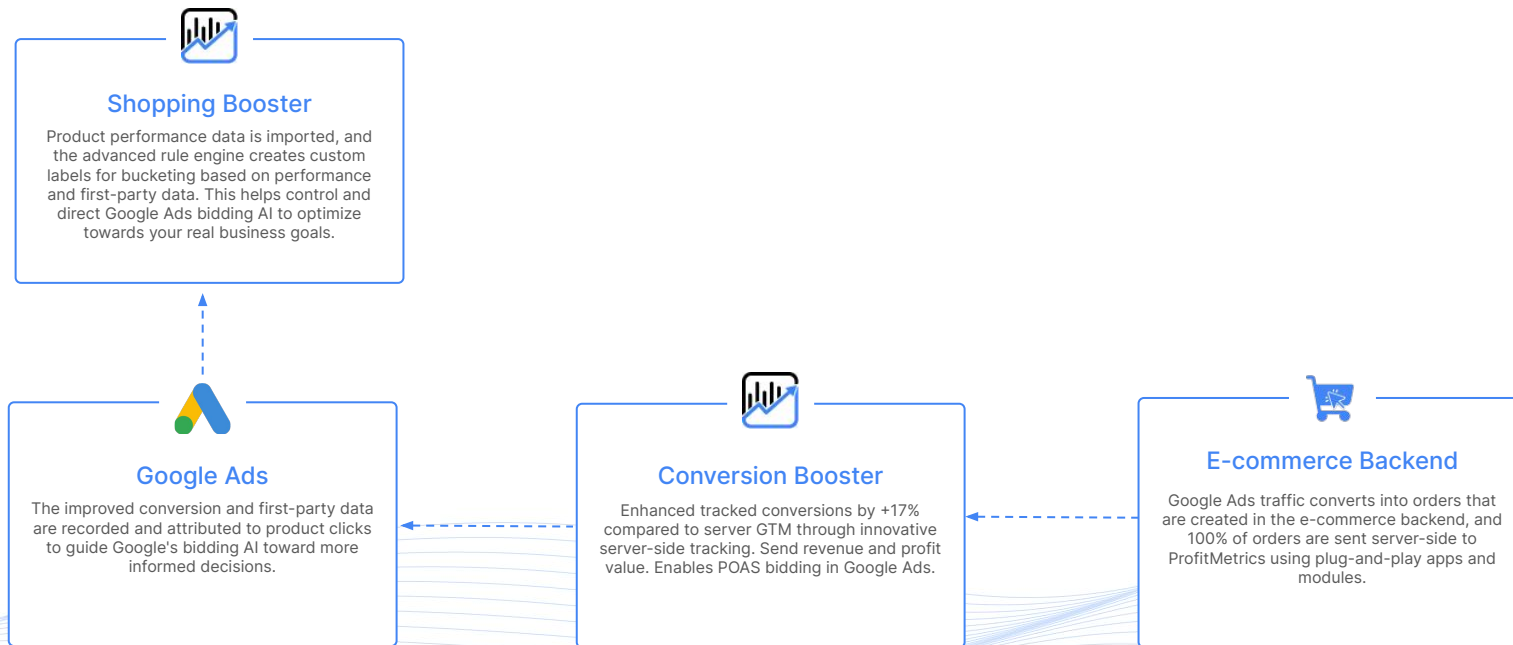 Shopping Booster
Product performance data is imported, and
the advanced rule engine creates custom
labels for bucketing based on performance
and first-party data. This helps control and
direct Google Ads bidding AI to optimize
towards your real business goals.
Google Ads
The improved conversion and first-party data
are recorded and attributed to product clicks
to guide Google's bidding AI toward more
informed decisions.
Conversion Booster
Enhanced tracked conversions by +17%
compared to server GTM through innovative
server-side tracking. Send revenue and profit
value. Enables POAS bidding in Google Ads.
E-commerce Backend
Google Ads traffic converts into orders that
are created in the e-commerce backend, and
100% of orders are sent server-side to
ProfitMetrics using plug-and-play apps and
modules.